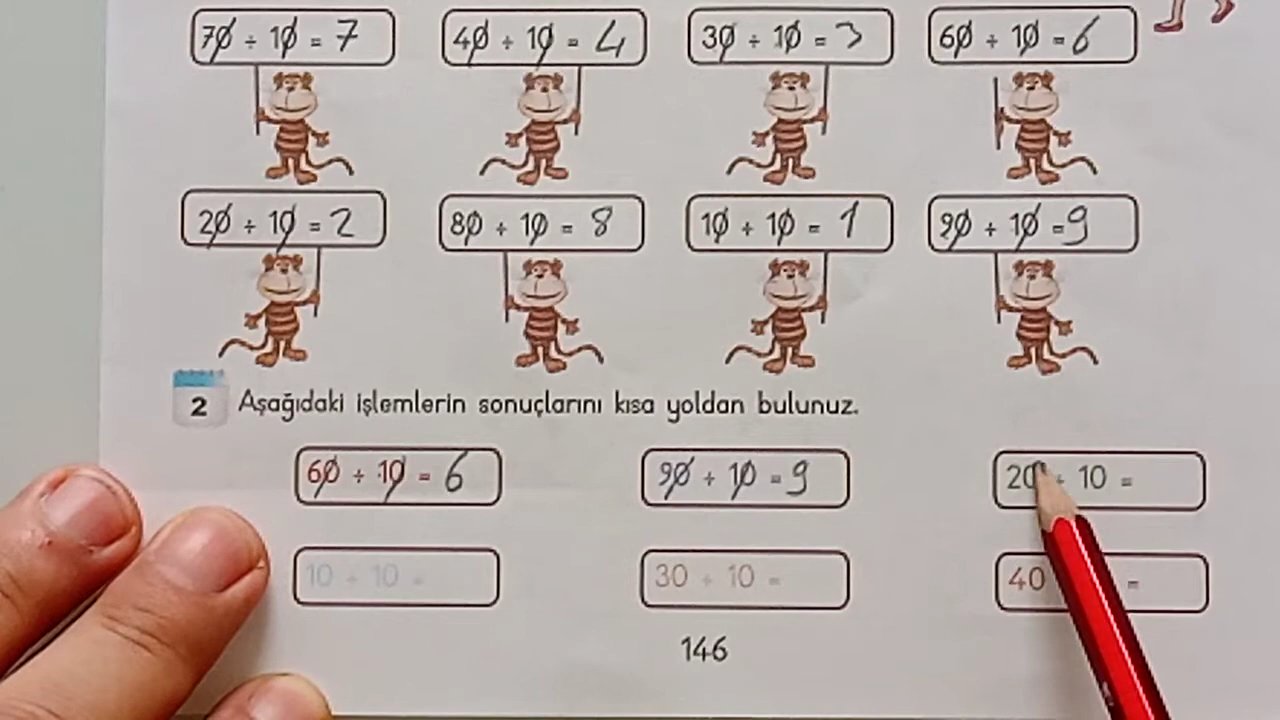 70 ÷ 10 = 7
40 ÷ 10 = 4
30 ÷ 10 = 3
60 ÷ 10 = 6
20 ÷ 10 = 2
80 ÷ 10 = 8
10 ÷ 10 = 1
90 ÷ 10 = 9
2 Aşağıdaki işlemlerin sonuçlarını kısa yoldan bulunuz.
60 ÷ 10 = 6
90 ÷ 10 = 9
20 ÷ 10 =
10 ÷ 10 =
30 ÷ 10 =
40 =
146